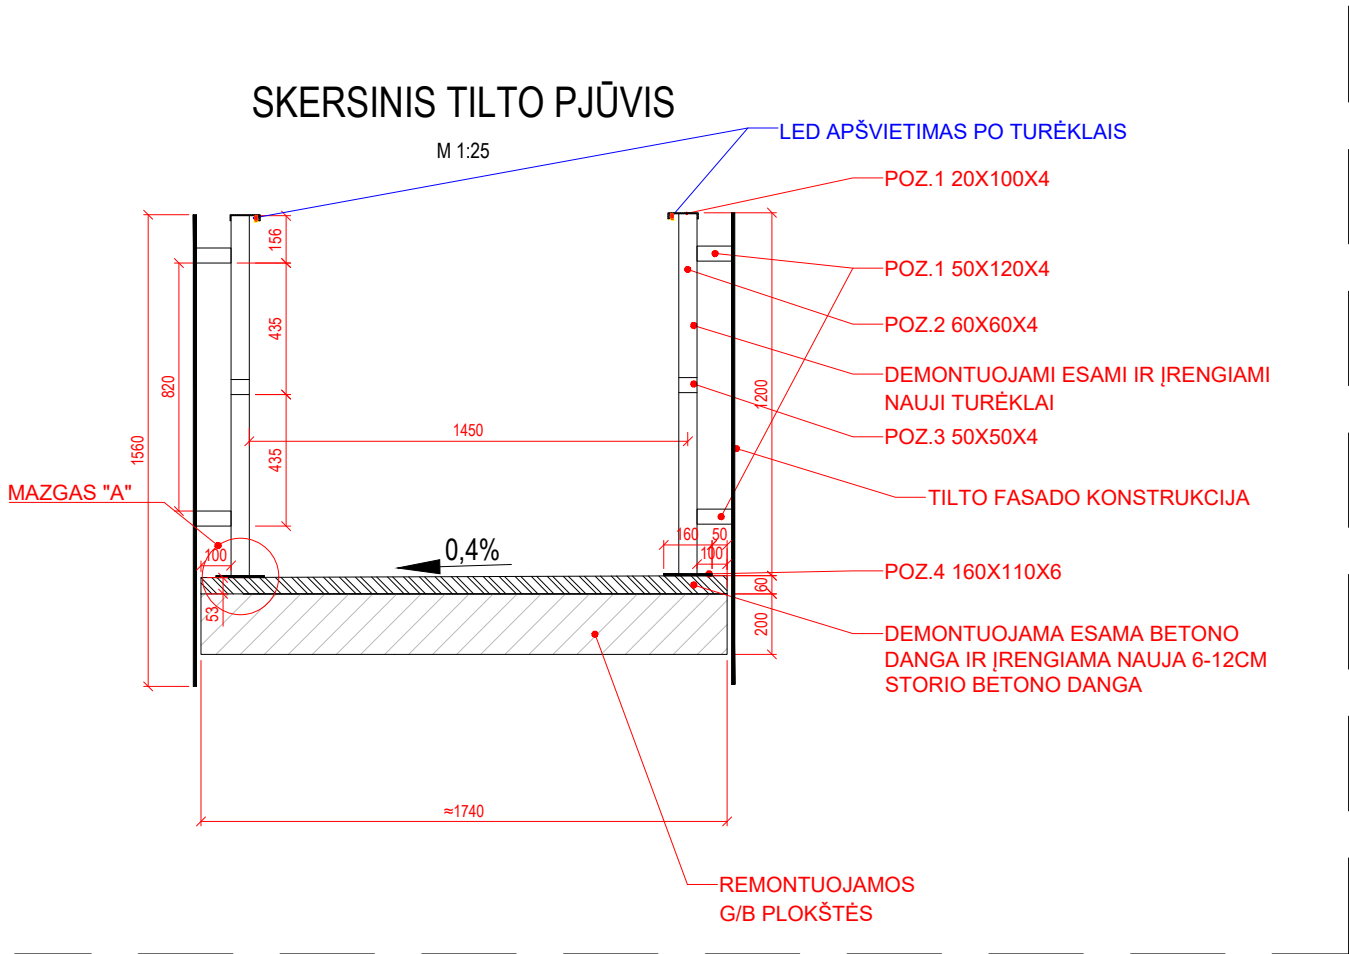 SKERSINIS TILTO PJŪVIS
M 1:25
LED APŠVIETIMAS PO TURĖKLAIS
POZ.1 20X100X4
POZ.1 50X120X4
POZ.2 60X60X4
DEMONTUOJAMI ESAMI IR ĮRENGIAMI
NAUJI TURĖKLAI
POZ.3 50X50X4
TILTO FASADO KONSTRUKCIJA
POZ.4 160X110X6
DEMONTUOJAMA ESAMA BETONO
DANGA IR ĮRENGIAMA NAUJA 6-12CM
STORIO BETONO DANGA
REMONTUOJAMOS
G/B PLOKŠTĖS
MAZGAS "A"
0,4%
1560
820
156
435
435
1450
1200
100
53
160
50
100
60
200
≈1740